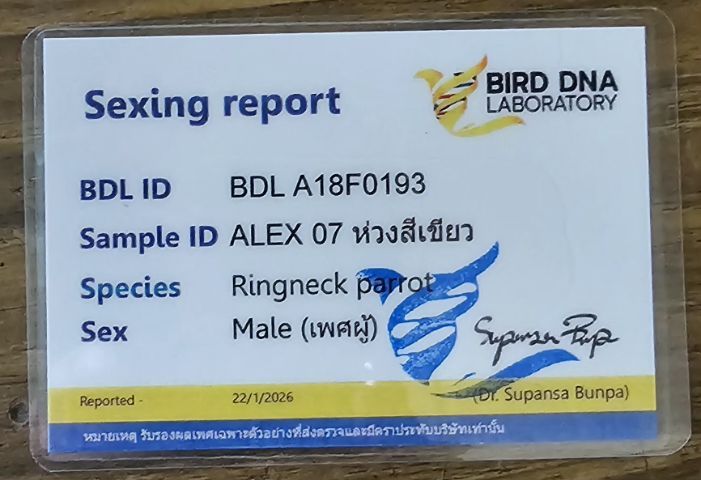 Sexing report
BIRD DNA
LABORATORY
BDL ID BDL A18F0193
Sample ID ALEX 07 ห่วงสีเขียว
Species Ringneck parrot
Sex Male (เพศผู้)
Reported - 22/1/2026 (Dr. Supansa Bunpa)
หมายเหตุ รับรองผลเพศเฉพาะตัวอย่างที่ส่งตรวจและมีตราประทับบริษัทเท่านั้น